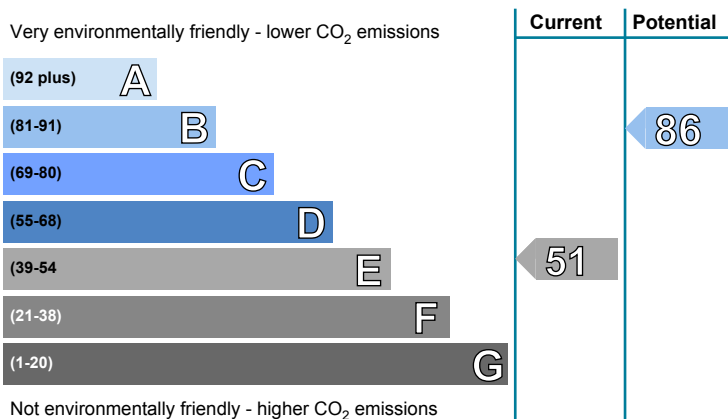 Current Potential
Very environmentally friendly - lower CO2 emissions
(92 plus) A
(81-91) B
86
(69-80) C
(55-68) D
(39-54 E
51
(21-38) F
(1-20) G
Not environmentally friendly - higher CO2 emissions